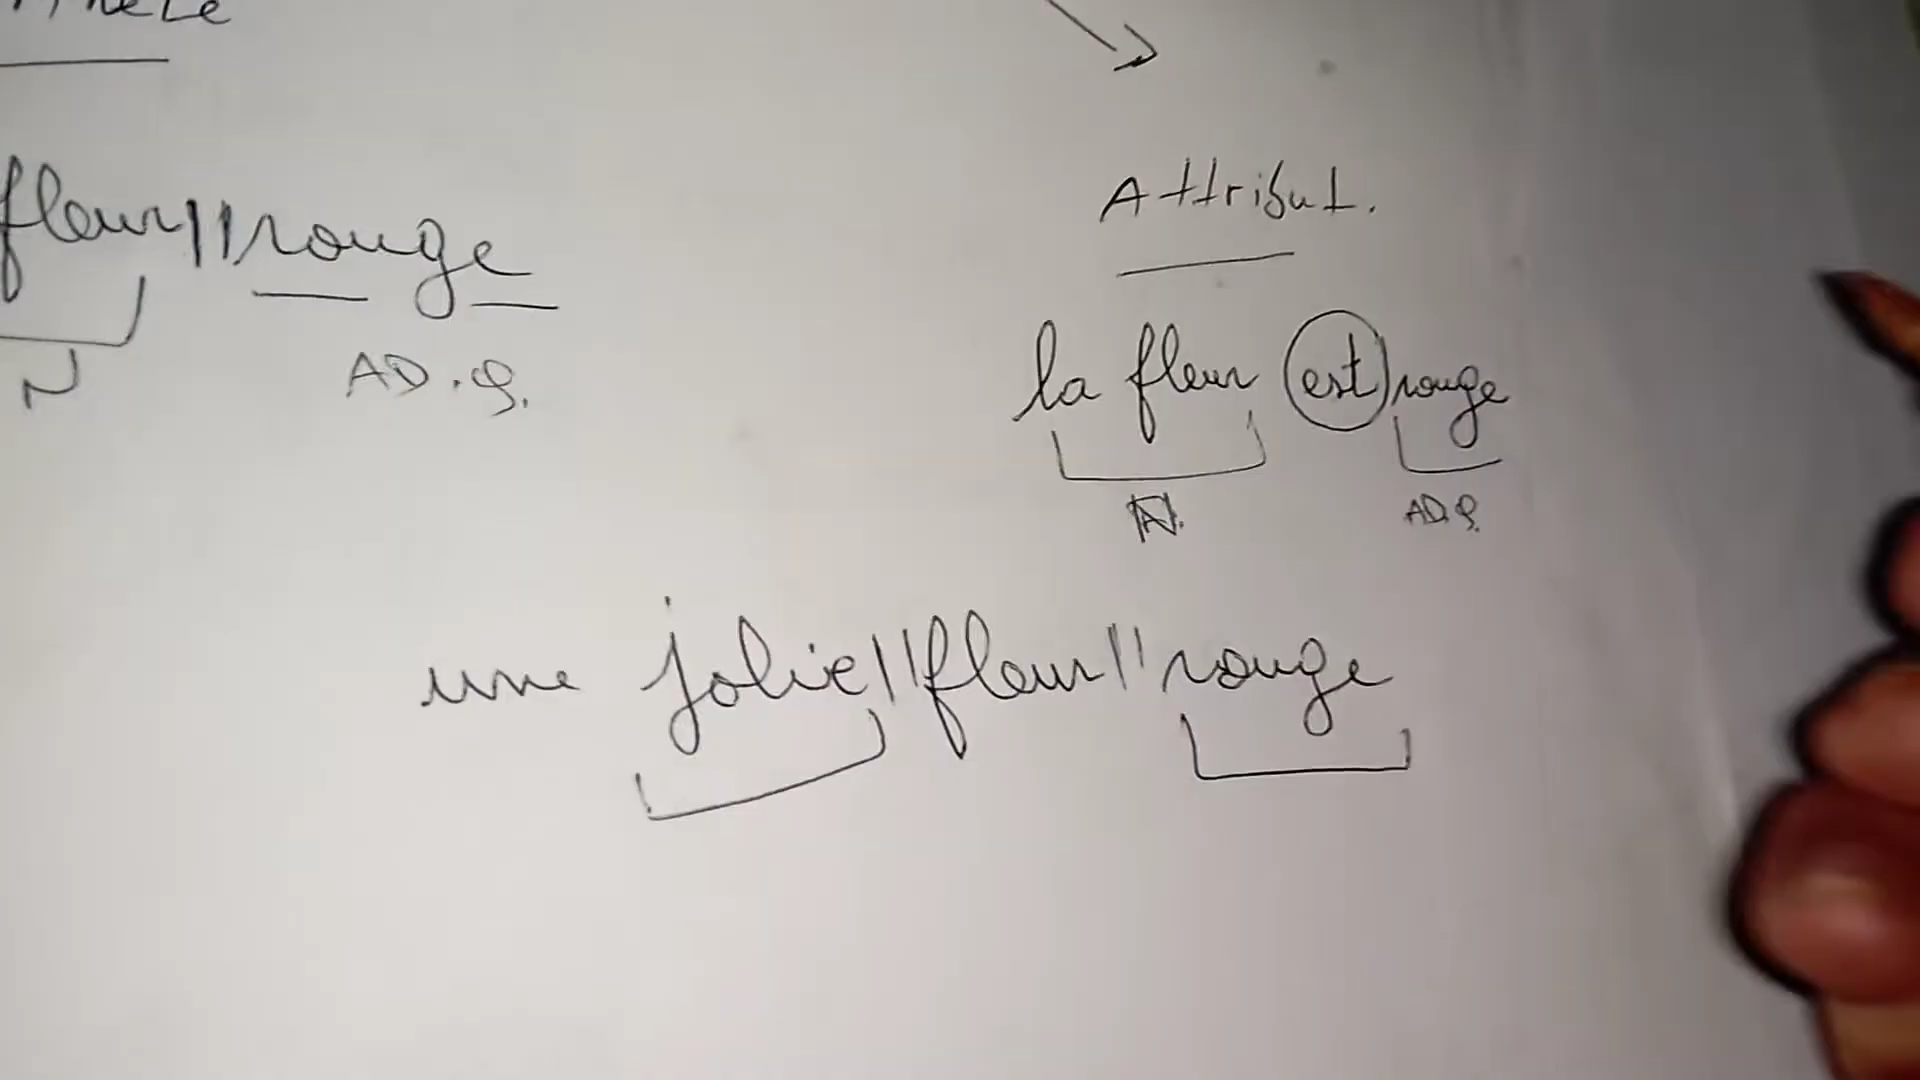 Attribut.
fleur||rouge
N AD.Q.
la fleur est rouge
N. AD.Q.
une jolie||fleur||rouge